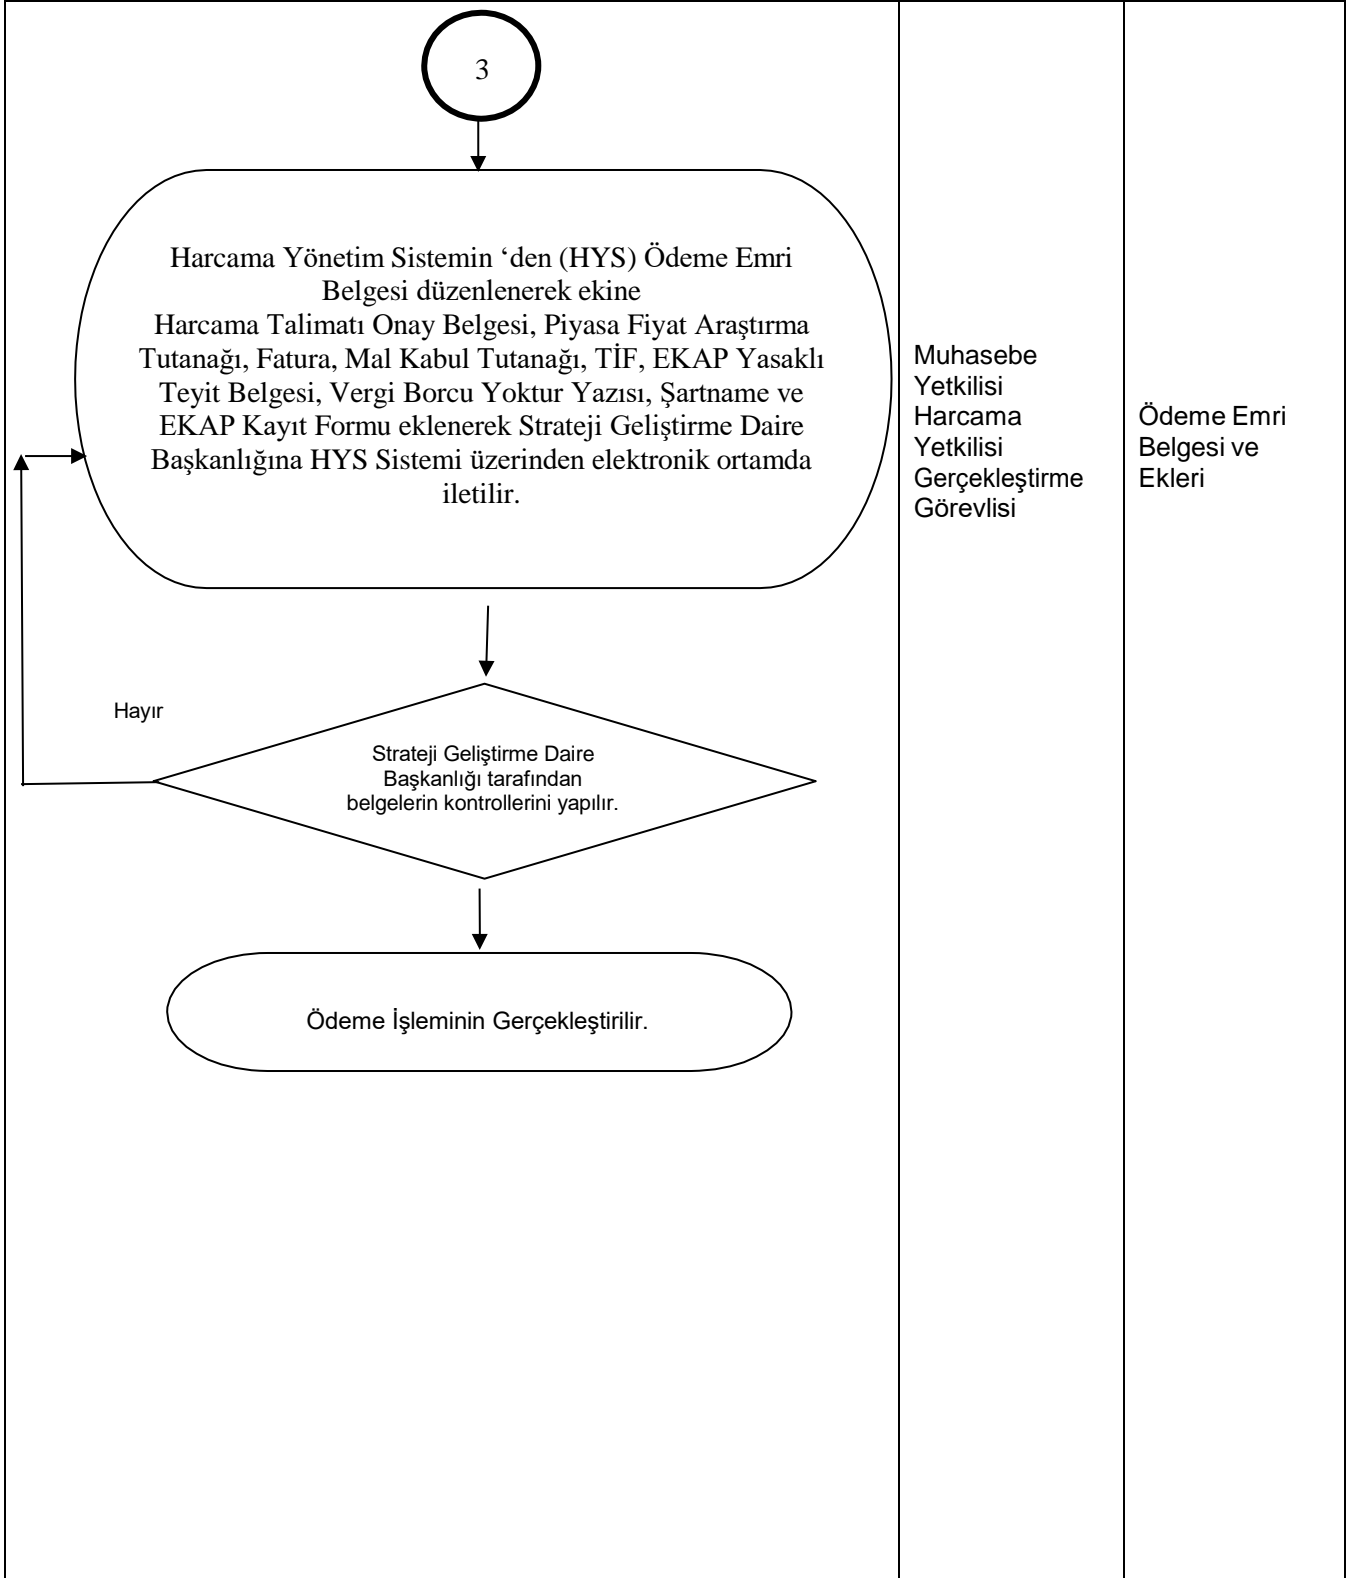 3
Harcama Yönetim Sistemin ‘den (HYS) Ödeme Emri
Belgesi düzenlenerek ekine
Harcama Talimatı Onay Belgesi, Piyasa Fiyat Araştırma
Tutanağı, Fatura, Mal Kabul Tutanağı, TİF, EKAP Yasaklı
Teyit Belgesi, Vergi Borcu Yoktur Yazısı, Şartname ve
EKAP Kayıt Formu eklenerek Strateji Geliştirme Daire
Başkanlığına HYS Sistemi üzerinden elektronik ortamda
iletilir.
Muhasebe
Yetkilisi
Harcama
Yetkilisi
Gerçekleştirme
Görevlisi
Ödeme Emri
Belgesi ve
Ekleri
Hayır
Strateji Geliştirme Daire
Başkanlığı tarafından
belgelerin kontrollerini yapılır.
Ödeme İşleminin Gerçekleştirilir.